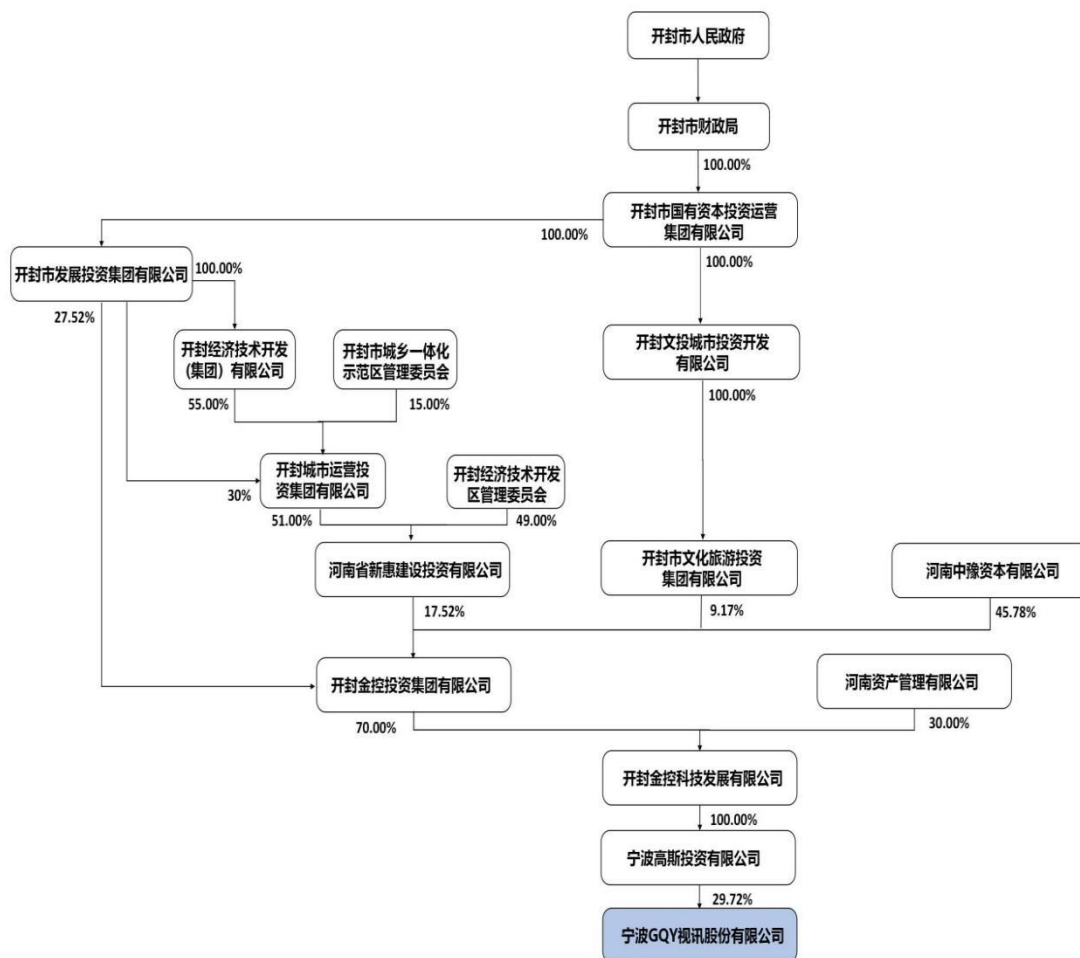 开封市人民政府
开封市财政局
100.00%
开封市国有资本投资运营
集团有限公司
100.00%
100.00%
开封市发展投资集团有限公司
100.00%
27.52%
开封经济技术开发
(集团)有限公司
55.00%
开封市城乡一体化
示范区管理委员会
15.00%
开封文投城市投资开发
有限公司
100.00%
开封城市运营投
资集团有限公司
30%
51.00%
开封经济技术开发
区管理委员会
49.00%
河南省新惠建设投资有限公司
17.52%
开封市文化旅游投资
集团有限公司
9.17%
河南中豫资本有限公司
45.78%
开封金控投资集团有限公司
70.00%
河南资产管理有限公司
30.00%
开封金控科技发展有限公司
100.00%
宁波高斯投资有限公司
29.72%
宁波GQY视讯股份有限公司